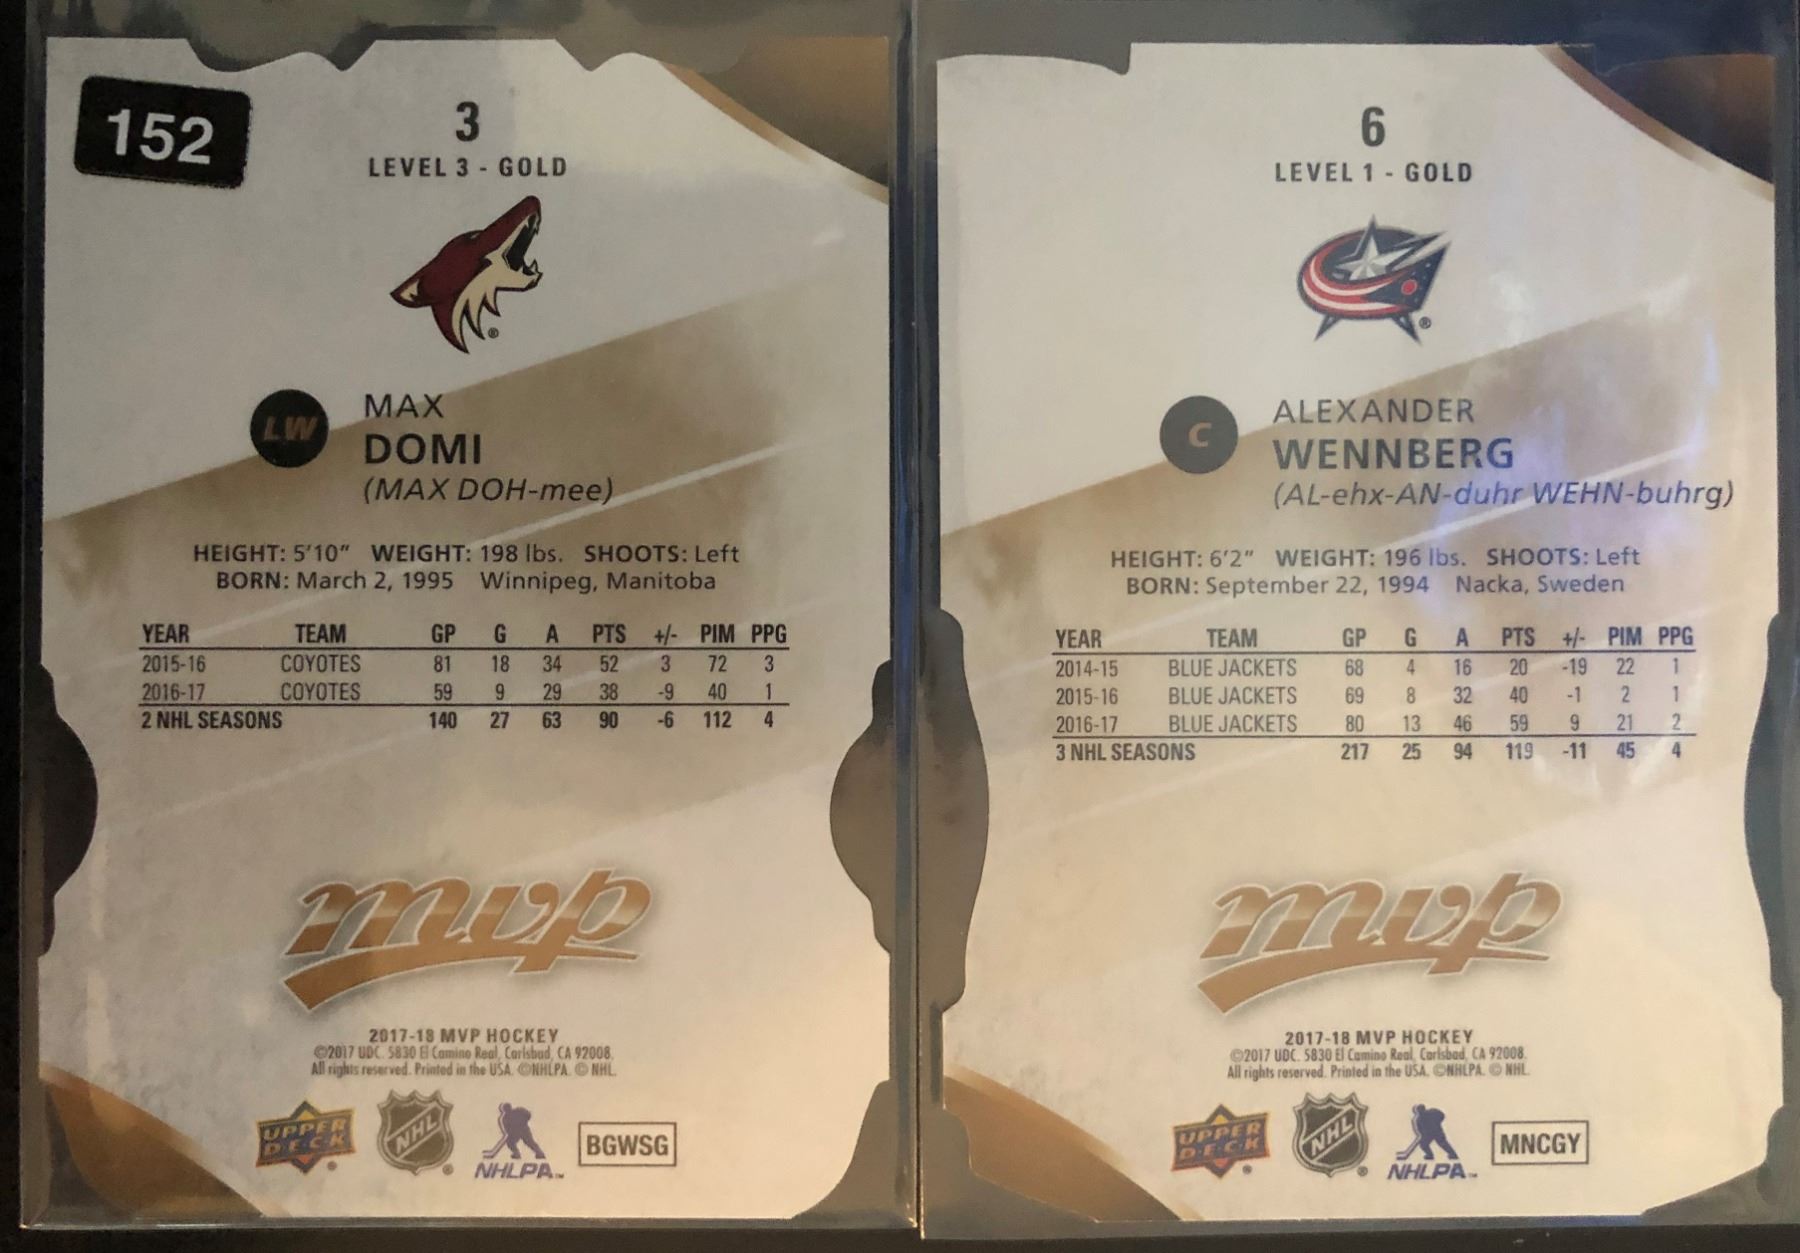 152
3
LEVEL 3 - GOLD
LW
MAX
DOMI
(MAX DOH-mee)
HEIGHT: 5'10" WEIGHT: 198 lbs. SHOOTS: Left
BORN: March 2, 1995 Winnipeg, Manitoba
YEAR TEAM GP G A PTS +/- PIM PPG
2015-16 COYOTES 81 18 34 52 3 72 3
2016-17 COYOTES 59 9 29 38 -9 40 1
2 NHL SEASONS 140 27 63 90 -6 112 4
mvp
2017-18 MVP HOCKEY
©2017 UDC. 5830 El Camino Real, Carlsbad, CA 92008.
All rights reserved. Printed in the USA. ©NHLPA. © NHL.
UPPER DECK ® NHL ® NHLPA™ BGWSG
6
LEVEL 1 - GOLD
C
ALEXANDER
WENNBERG
(AL-ehx-AN-duhr WEHN-buhrg)
HEIGHT: 6'2" WEIGHT: 196 lbs. SHOOTS: Left
BORN: September 22, 1994 Nacka, Sweden
YEAR TEAM GP G A PTS +/- PIM PPG
2014-15 BLUE JACKETS 68 4 16 20 -19 22 1
2015-16 BLUE JACKETS 69 8 32 40 -1 2 1
2016-17 BLUE JACKETS 80 13 46 59 9 21 2
3 NHL SEASONS 217 25 94 119 -11 45 4
mvp
2017-18 MVP HOCKEY
©2017 UDC. 5830 El Camino Real, Carlsbad, CA 92008.
All rights reserved. Printed in the USA. ©NHLPA. © NHL.
UPPER DECK ® NHL ® NHLPA™ MNCGY